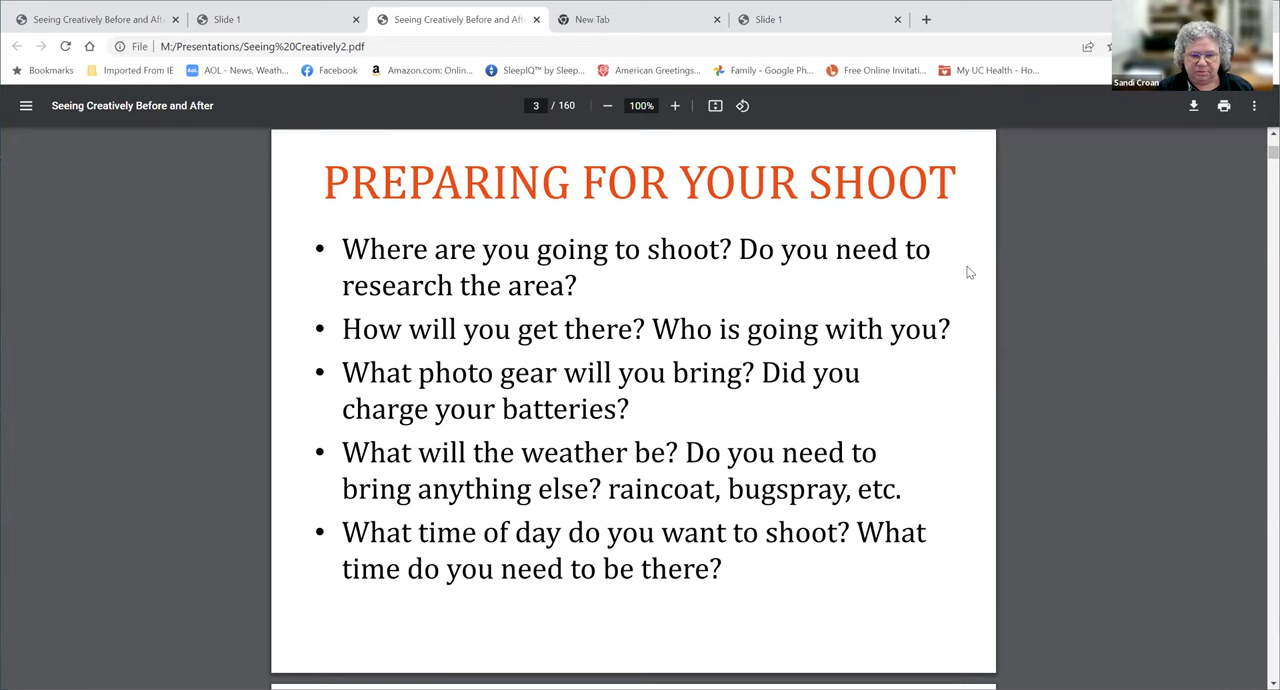 Seeing Creatively Before and Aft
Slide 1
Seeing Creatively Before and Aft
New Tab
Slide 1
File
M:/Presentations/Seeing%20Creatively2.pdf
Bookmarks
Imported From IE
AOL - News, Weath...
Facebook
Amazon.com: Onlin...
SleepIQ™ by Sleep...
American Greetings...
Family - Google Ph...
Free Online Invitati...
My UC Health - Ho...
Sandi Croan
Seeing Creatively Before and After
3 / 160
100%
PREPARING FOR YOUR SHOOT
• Where are you going to shoot? Do you need to
research the area?
• How will you get there? Who is going with you?
• What photo gear will you bring? Did you
charge your batteries?
• What will the weather be? Do you need to
bring anything else? raincoat, bugspray, etc.
• What time of day do you want to shoot? What
time do you need to be there?